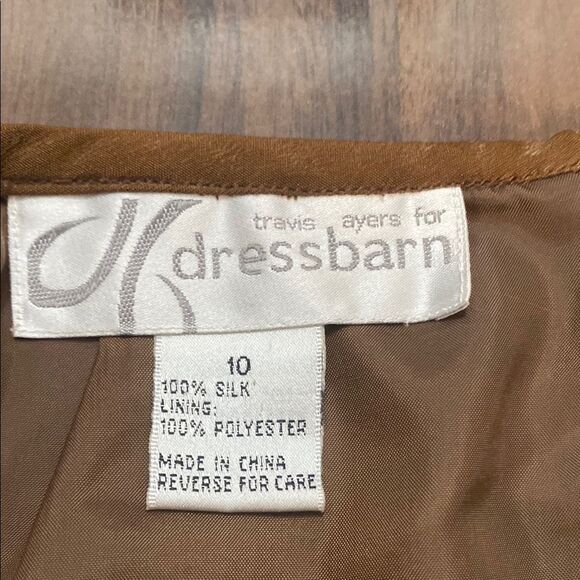 travis ayers for
dressbarn
10
100% SILK
LINING:
100% POLYESTER
MADE IN CHINA
REVERSE FOR CARE